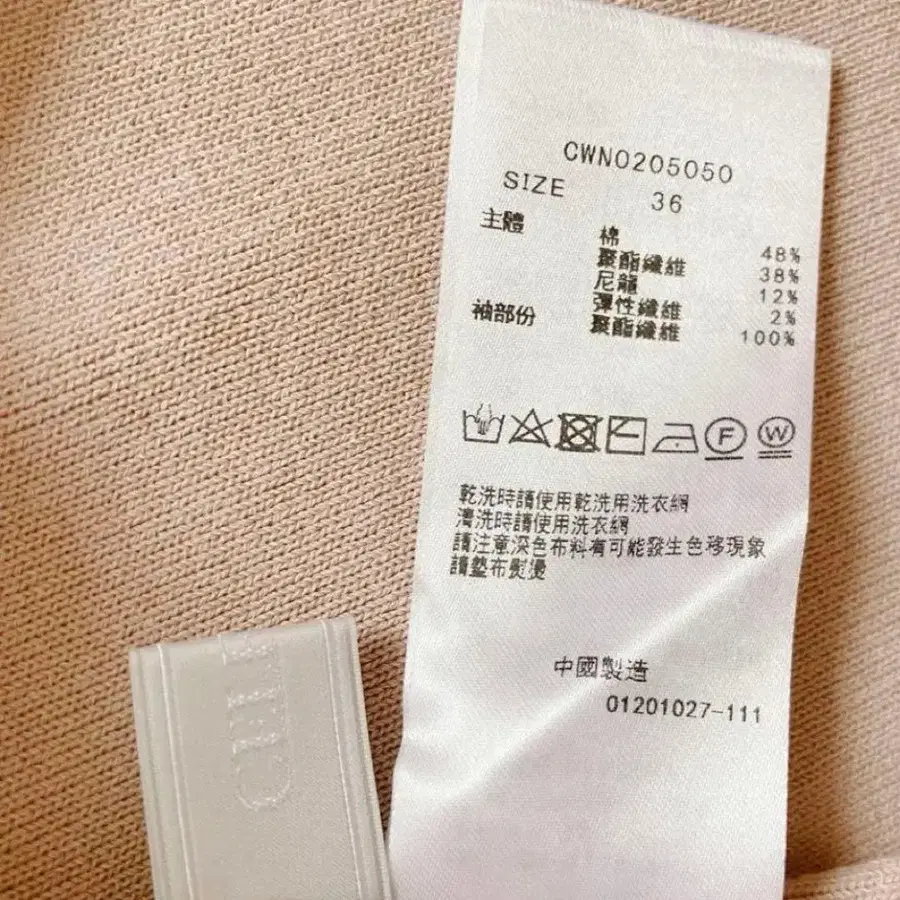 CWN0205050
SIZE 36
主體 棉 48%
聚酯纖維 38%
尼龍 12%
彈性纖維 2%
袖部份 聚酯纖維 100%
F W
乾洗時請使用乾洗用洗衣網
清洗時請使用洗衣網
請注意深色布料有可能發生色移現象
請墊布熨燙
中國製造
01201027-111